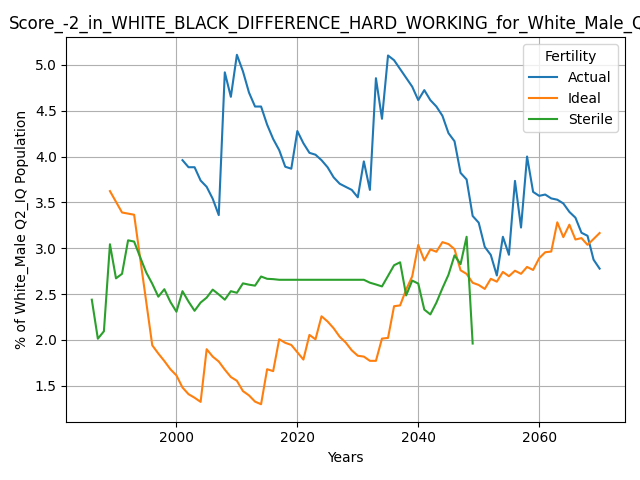 Score_-2_in_WHITE_BLACK_DIFFERENCE_HARD_WORKING_for_White_Male_Q
Fertility
Actual
Ideal
Sterile
% of White_Male Q2_IQ Population
5.0
4.5
4.0
3.5
3.0
2.5
2.0
1.5
2000
2020
2040
2060
Years